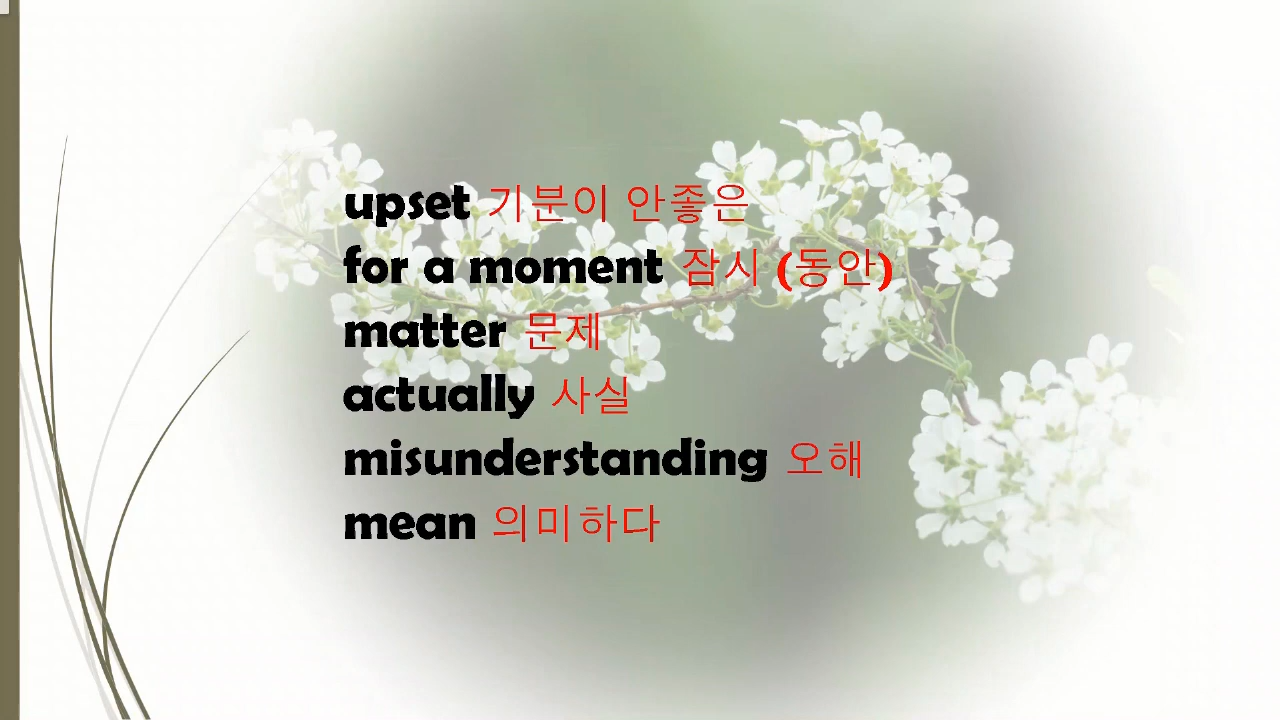 upset 기분이 안좋은
for a moment 잠시 (동안)
matter 문제
actually 사실
misunderstanding 오해
mean 의미하다